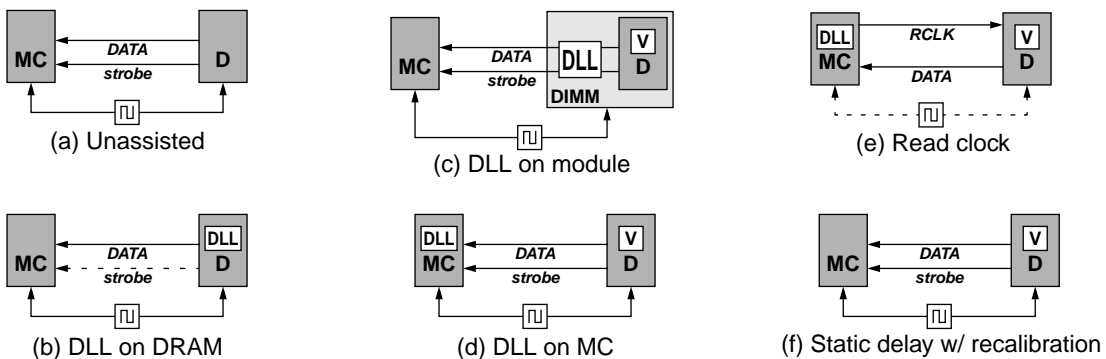 MC
DATA
strobe
D
(a) Unassisted
MC
DATA
strobe
DLL
V
D
DIMM
(c) DLL on module
DLL
MC
RCLK
DATA
V
D
(e) Read clock
MC
DATA
strobe
DLL
D
(b) DLL on DRAM
DLL
MC
DATA
strobe
V
D
(d) DLL on MC
MC
DATA
strobe
V
D
(f) Static delay w/ recalibration